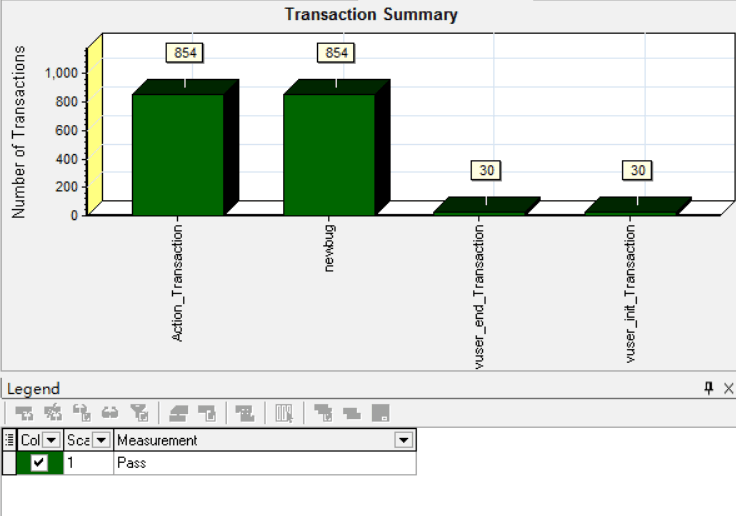 Transaction Summary
Number of Transactions
1,000
800
600
400
200
0
854
854
30
30
Action_Transaction
newbug
vuser_end_Transaction
vuser_init_Transaction
Legend
Col Sca Measurement
1 Pass